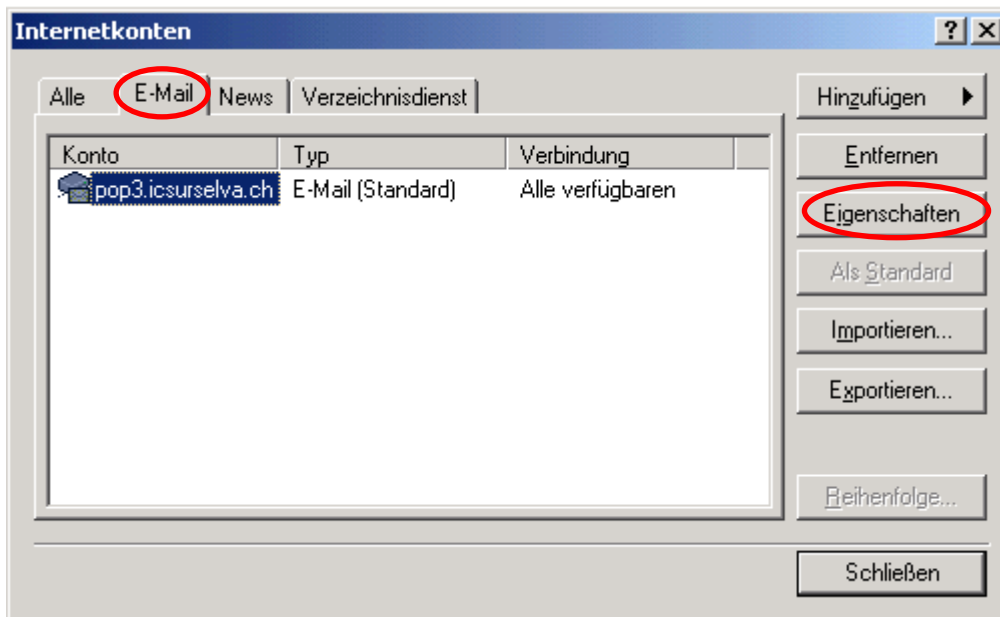 Internetkonten
Alle E-Mail News Verzeichnisdienst
Hinzufügen
Konto Typ Verbindung
Entfernen
pop3.icsurselva.ch E-Mail (Standard) Alle verfügbaren
Eigenschaften
Als Standard
Importieren...
Exportieren...
Reihenfolge...
Schließen